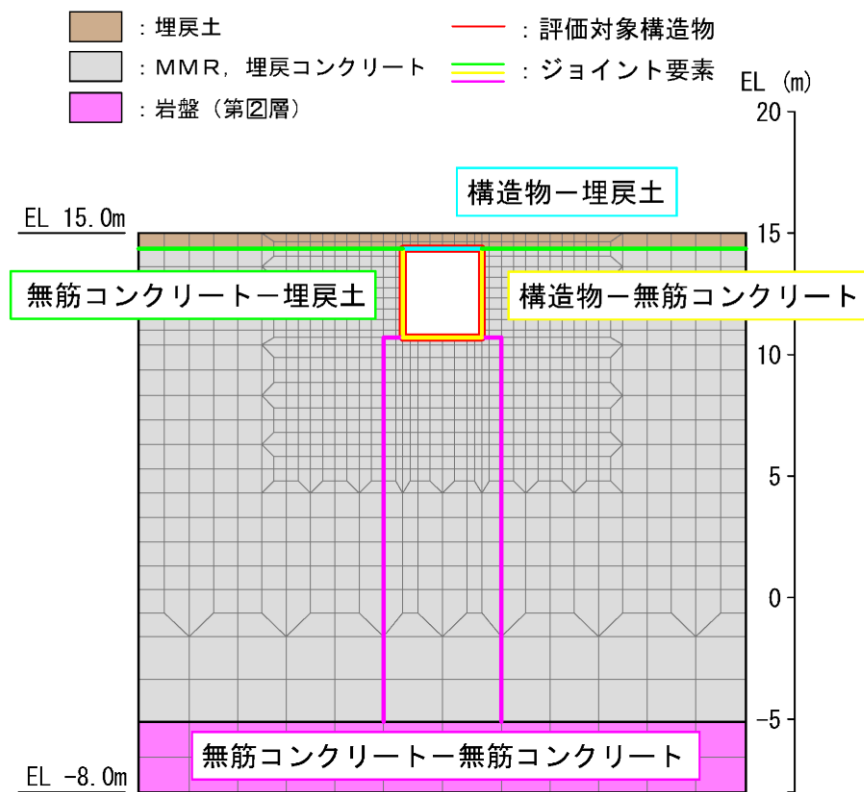 ：埋戻土
：評価対象構造物
：ＭＭＲ，埋戻コンクリート
：ジョイント要素
：岩盤（第②層）
EL (m)
20
構造物－埋戻土
EL 15.0m
15
無筋コンクリート－埋戻土
構造物－無筋コンクリート
10
5
0
-5
無筋コンクリート－無筋コンクリート
EL -8.0m